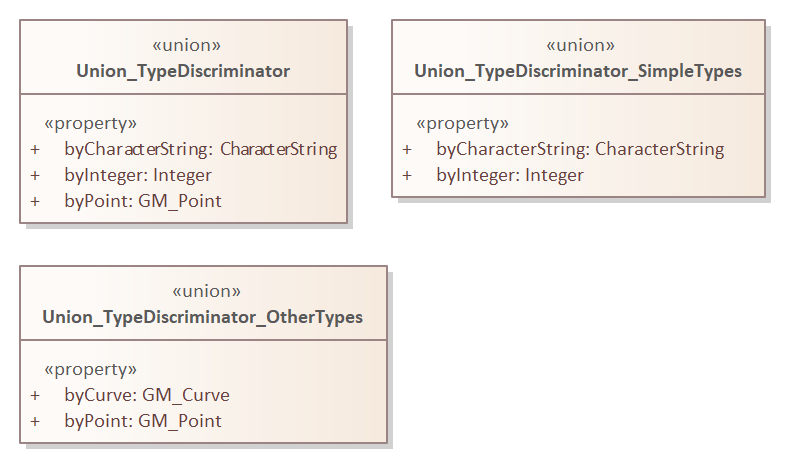 «union»
Union_TypeDiscriminator
«property»
+ byCharacterString: CharacterString
+ byInteger: Integer
+ byPoint: GM_Point
«union»
Union_TypeDiscriminator_SimpleTypes
«property»
+ byCharacterString: CharacterString
+ byInteger: Integer
«union»
Union_TypeDiscriminator_OtherTypes
«property»
+ byCurve: GM_Curve
+ byPoint: GM_Point